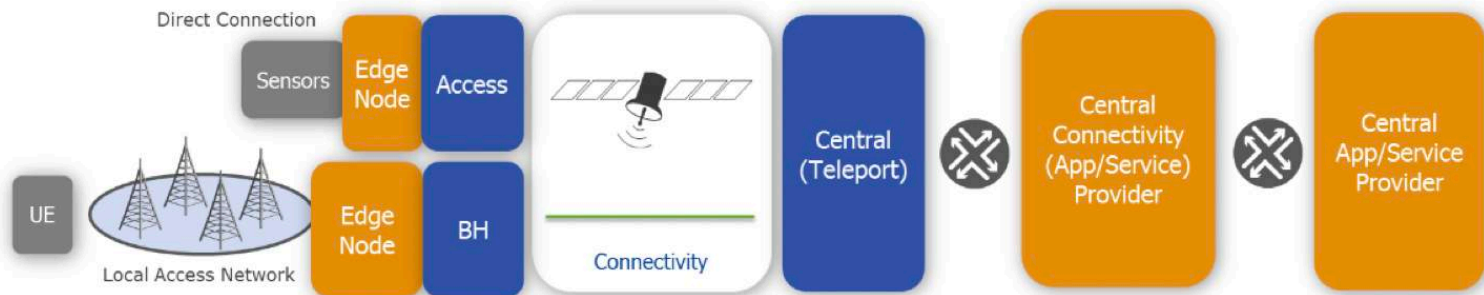 Direct Connection
Sensors
Edge
Node
Access
UE
Local Access Network
Edge
Node
BH
Connectivity
Central
(Teleport)
Central
Connectivity
(App/Service)
Provider
Central
App/Service
Provider